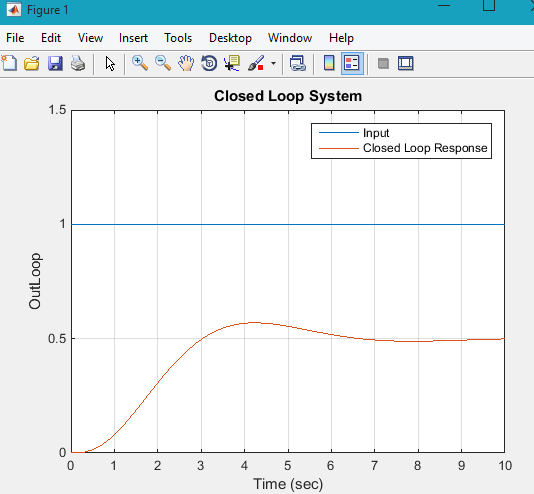 Figure 1
File Edit View Insert Tools Desktop Window Help
Closed Loop System
1.5
Input
Closed Loop Response
1
OutLoop
0.5
0
0 1 2 3 4 5 6 7 8 9 10
Time (sec)